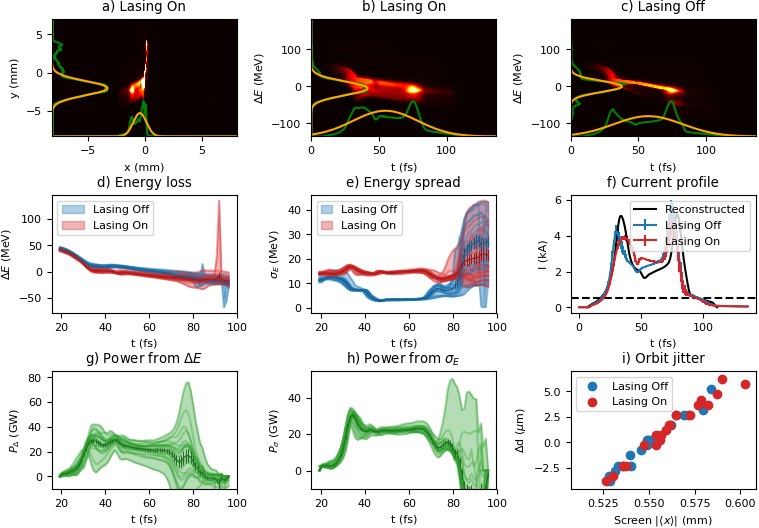 a) Lasing On
b) Lasing On
c) Lasing Off
5
0
−5
y (mm)
−5
0
5
x (mm)
100
0
−100
ΔE (MeV)
0
50
100
t (fs)
100
0
−100
ΔE (MeV)
0
50
100
t (fs)
d) Energy loss
e) Energy spread
f) Current profile
Lasing Off
Lasing On
100
50
0
−50
ΔE (MeV)
20
40
60
80
100
t (fs)
Lasing Off
Lasing On
40
30
20
10
0
σE (MeV)
20
40
60
80
100
t (fs)
Reconstructed
Lasing Off
Lasing On
6
4
2
0
I (kA)
0
50
100
t (fs)
g) Power from ΔE
h) Power from σE
i) Orbit jitter
80
60
40
20
0
PΔ (GW)
20
40
60
80
100
t (fs)
40
20
0
Pσ (GW)
20
40
60
80
100
t (fs)
Lasing Off
Lasing On
5.0
2.5
0.0
−2.5
Δd (μm)
0.525
0.550
0.575
0.600
Screen |⟨x⟩| (mm)